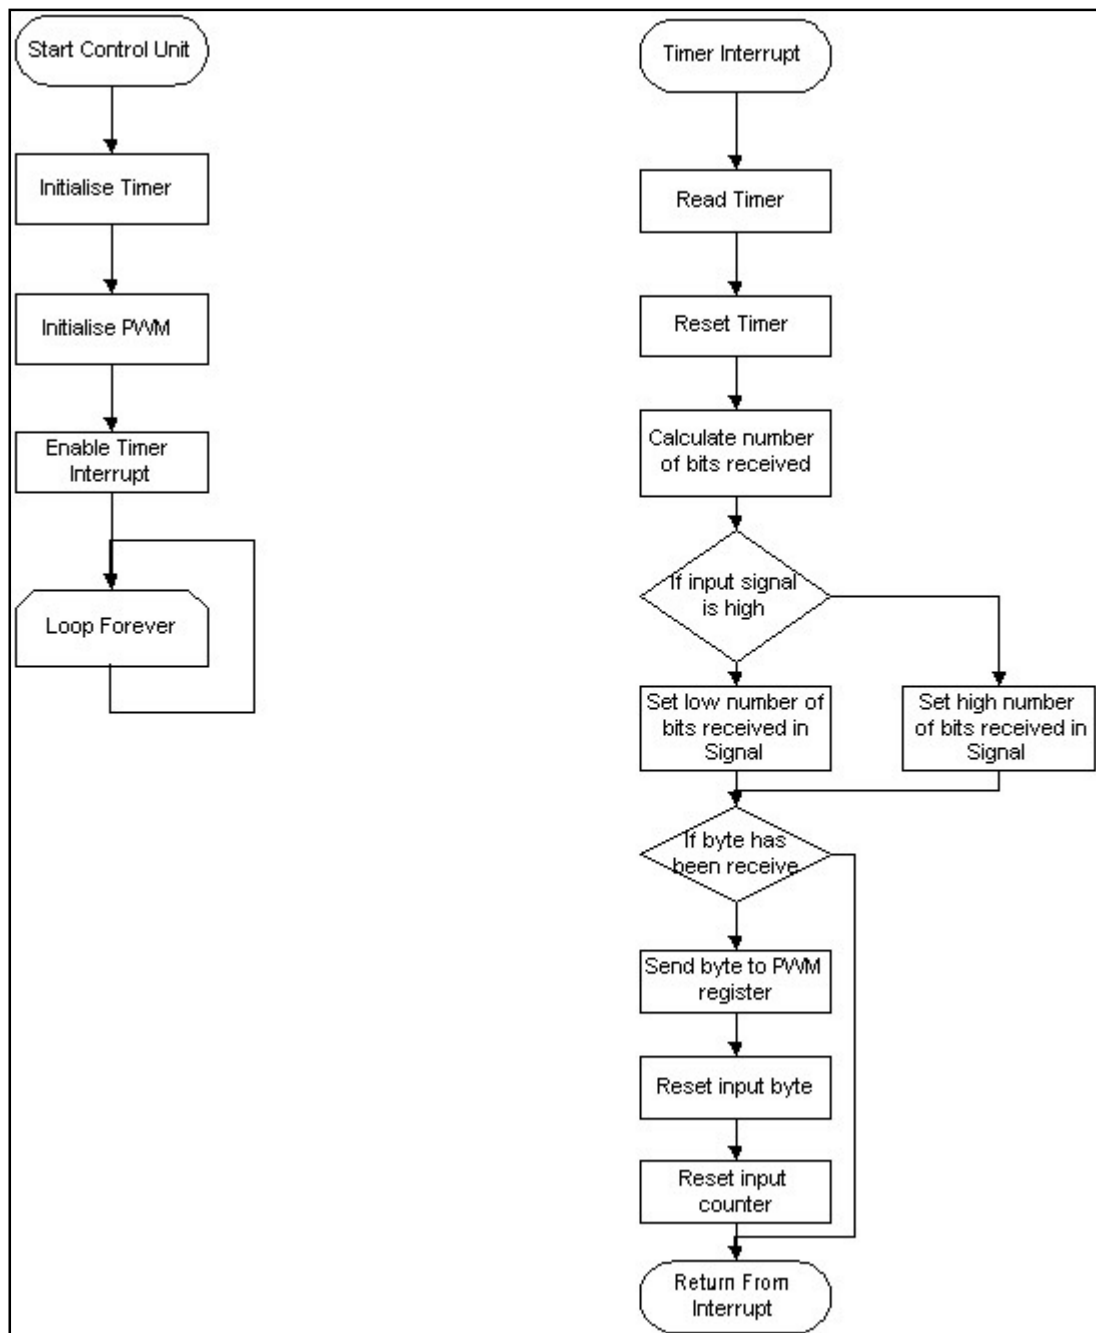 Start Control Unit
Initialise Timer
Initialise PWM
Enable Timer
Interrupt
Loop Forever
Timer Interrupt
Read Timer
Reset Timer
Calculate number
of bits received
If input signal
is high
Set low number of
bits received in
Signal
Set high number
of bits received in
Signal
If byte has
been receive
Send byte to PWM
register
Reset input byte
Reset input
counter
Return From
Interrupt